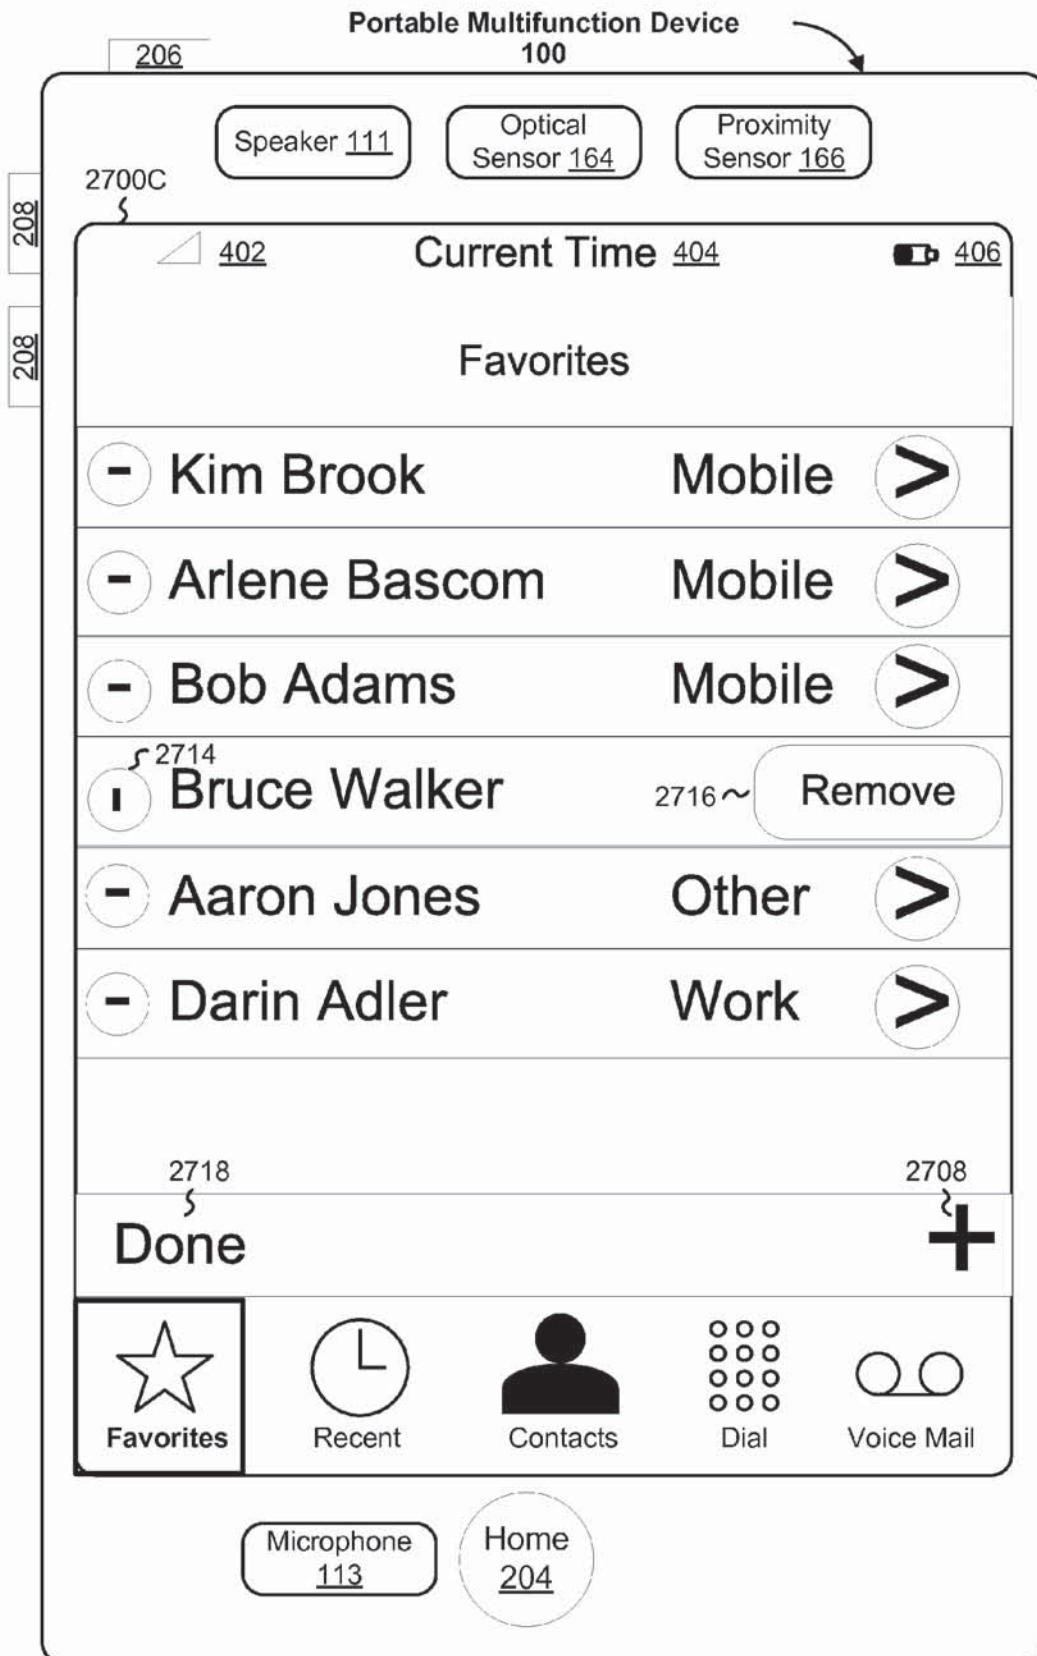 Portable Multifunction Device
100
206
Speaker 111
Optical
Sensor 164
Proximity
Sensor 166
2700C
208
208
402 Current Time 404 406
Favorites
- Kim Brook Mobile >
- Arlene Bascom Mobile >
- Bob Adams Mobile >
2714
Bruce Walker 2716 Remove
- Aaron Jones Other >
- Darin Adler Work >
2718 2708
Done +
Favorites Recent Contacts Dial Voice Mail
Microphone
113
Home
204